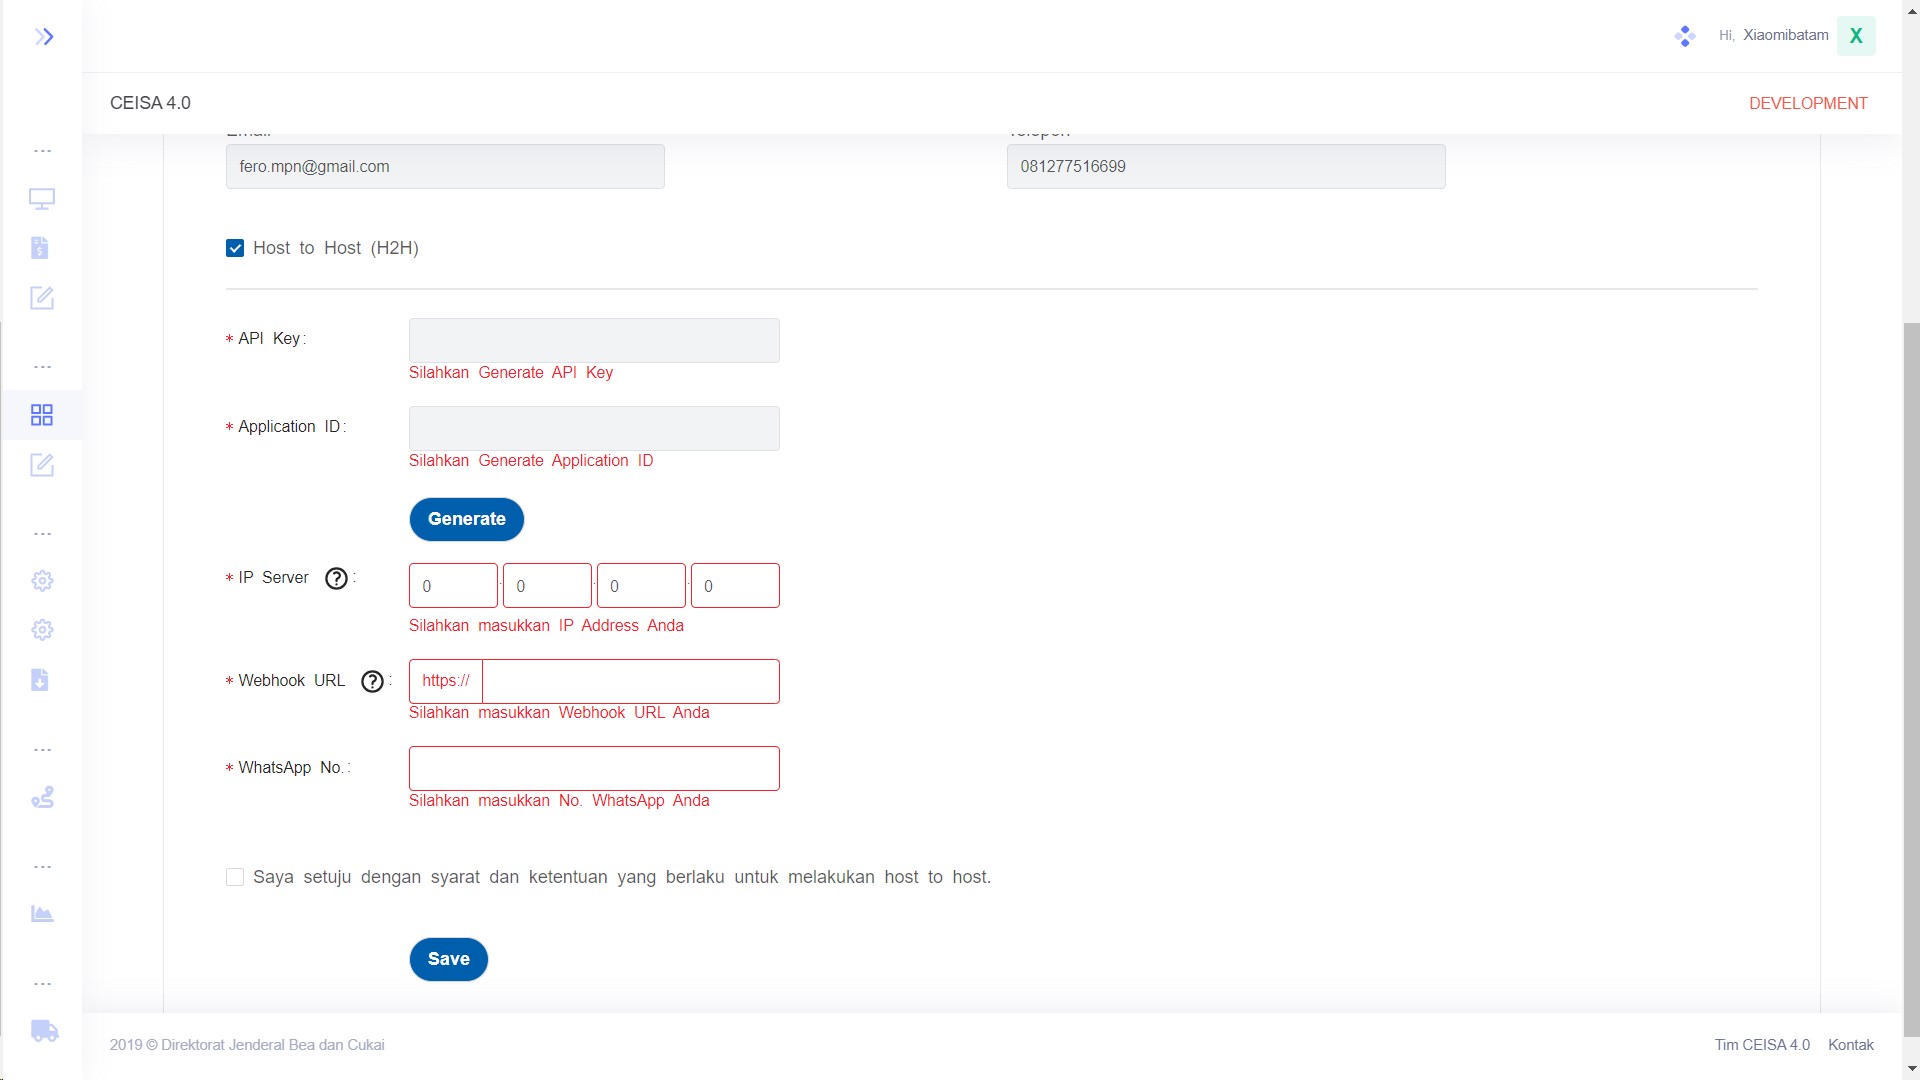 Hi, Xiaomibatam X
CEISA 4.0
DEVELOPMENT
fero.mpn@gmail.com
081277516699
Host to Host (H2H)
* API Key:
Silahkan Generate API Key
* Application ID:
Silahkan Generate Application ID
Generate
* IP Server ? :
0 . 0 . 0 . 0
Silahkan masukkan IP Address Anda
* Webhook URL ? :
https://
Silahkan masukkan Webhook URL Anda
* WhatsApp No. :
Silahkan masukkan No. WhatsApp Anda
Saya setuju dengan syarat dan ketentuan yang berlaku untuk melakukan host to host.
Save
2019 © Direktorat Jenderal Bea dan Cukai
Tim CEISA 4.0 Kontak